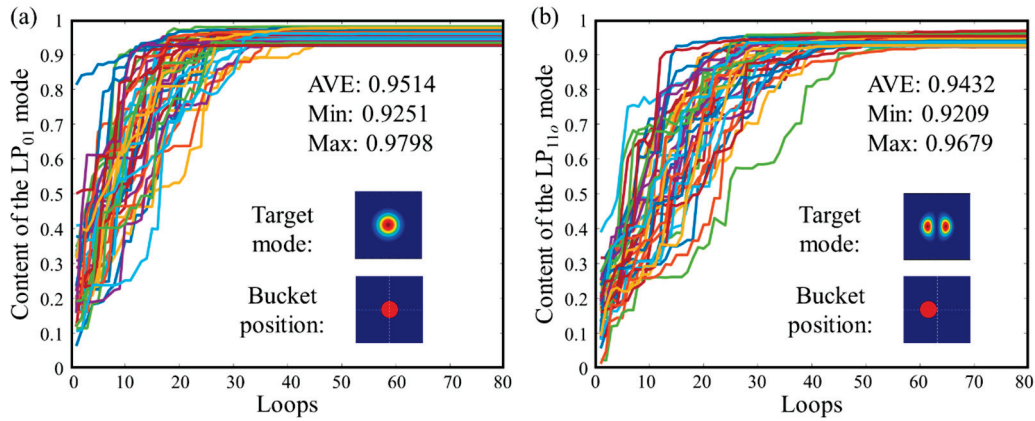 (a)
Content of the LP01 mode
1
0.9
0.8
0.7
0.6
0.5
0.4
0.3
0.2
0.1
0
AVE: 0.9514
Min: 0.9251
Max: 0.9798
Target
mode:
Bucket
position:
0 10 20 30 40 50 60 70 80
Loops
(b)
Content of the LP11o mode
1
0.9
0.8
0.7
0.6
0.5
0.4
0.3
0.2
0.1
0
AVE: 0.9432
Min: 0.9209
Max: 0.9679
Target
mode:
Bucket
position:
0 10 20 30 40 50 60 70 80
Loops